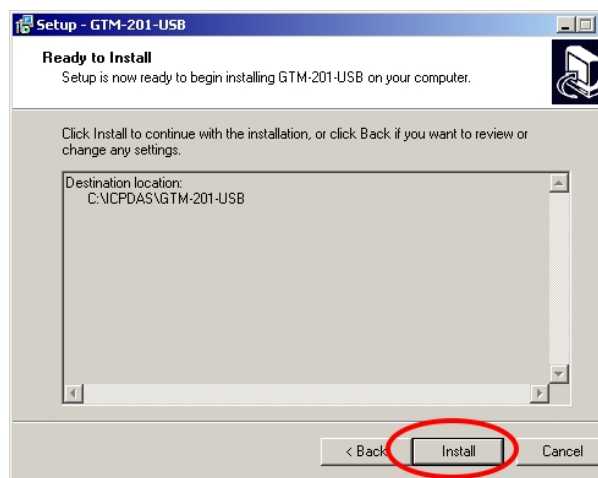 Setup - GTM-201-USB
Ready to Install
Setup is now ready to begin installing GTM-201-USB on your computer.
Click Install to continue with the installation, or click Back if you want to review or
change any settings.
Destination location:
C:\ICPDAS\GTM-201-USB
< Back
Install
Cancel